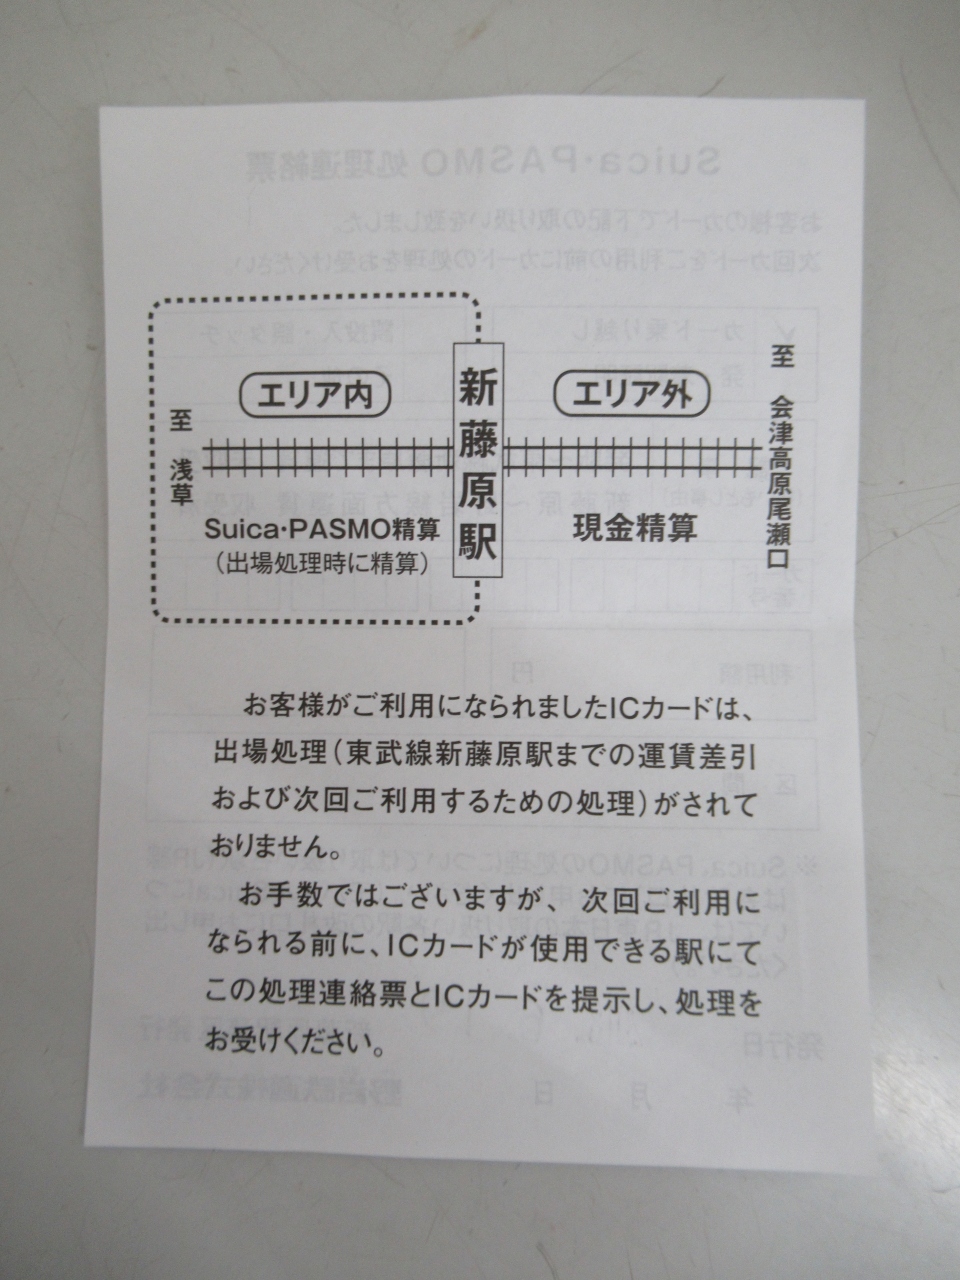 エリア内
エリア外
至 浅草
新藤原駅
至 会津高原尾瀬口
Suica・PASMO精算
（出場処理時に精算）
現金精算
お客様がご利用になられましたICカードは、
出場処理（東武線新藤原駅までの運賃差引
および次回ご利用するための処理）がされて
おりません。
お手数ではございますが、次回ご利用に
なられる前に、ICカードが使用できる駅にて
この処理連絡票とICカードを提示し、処理を
お受けください。